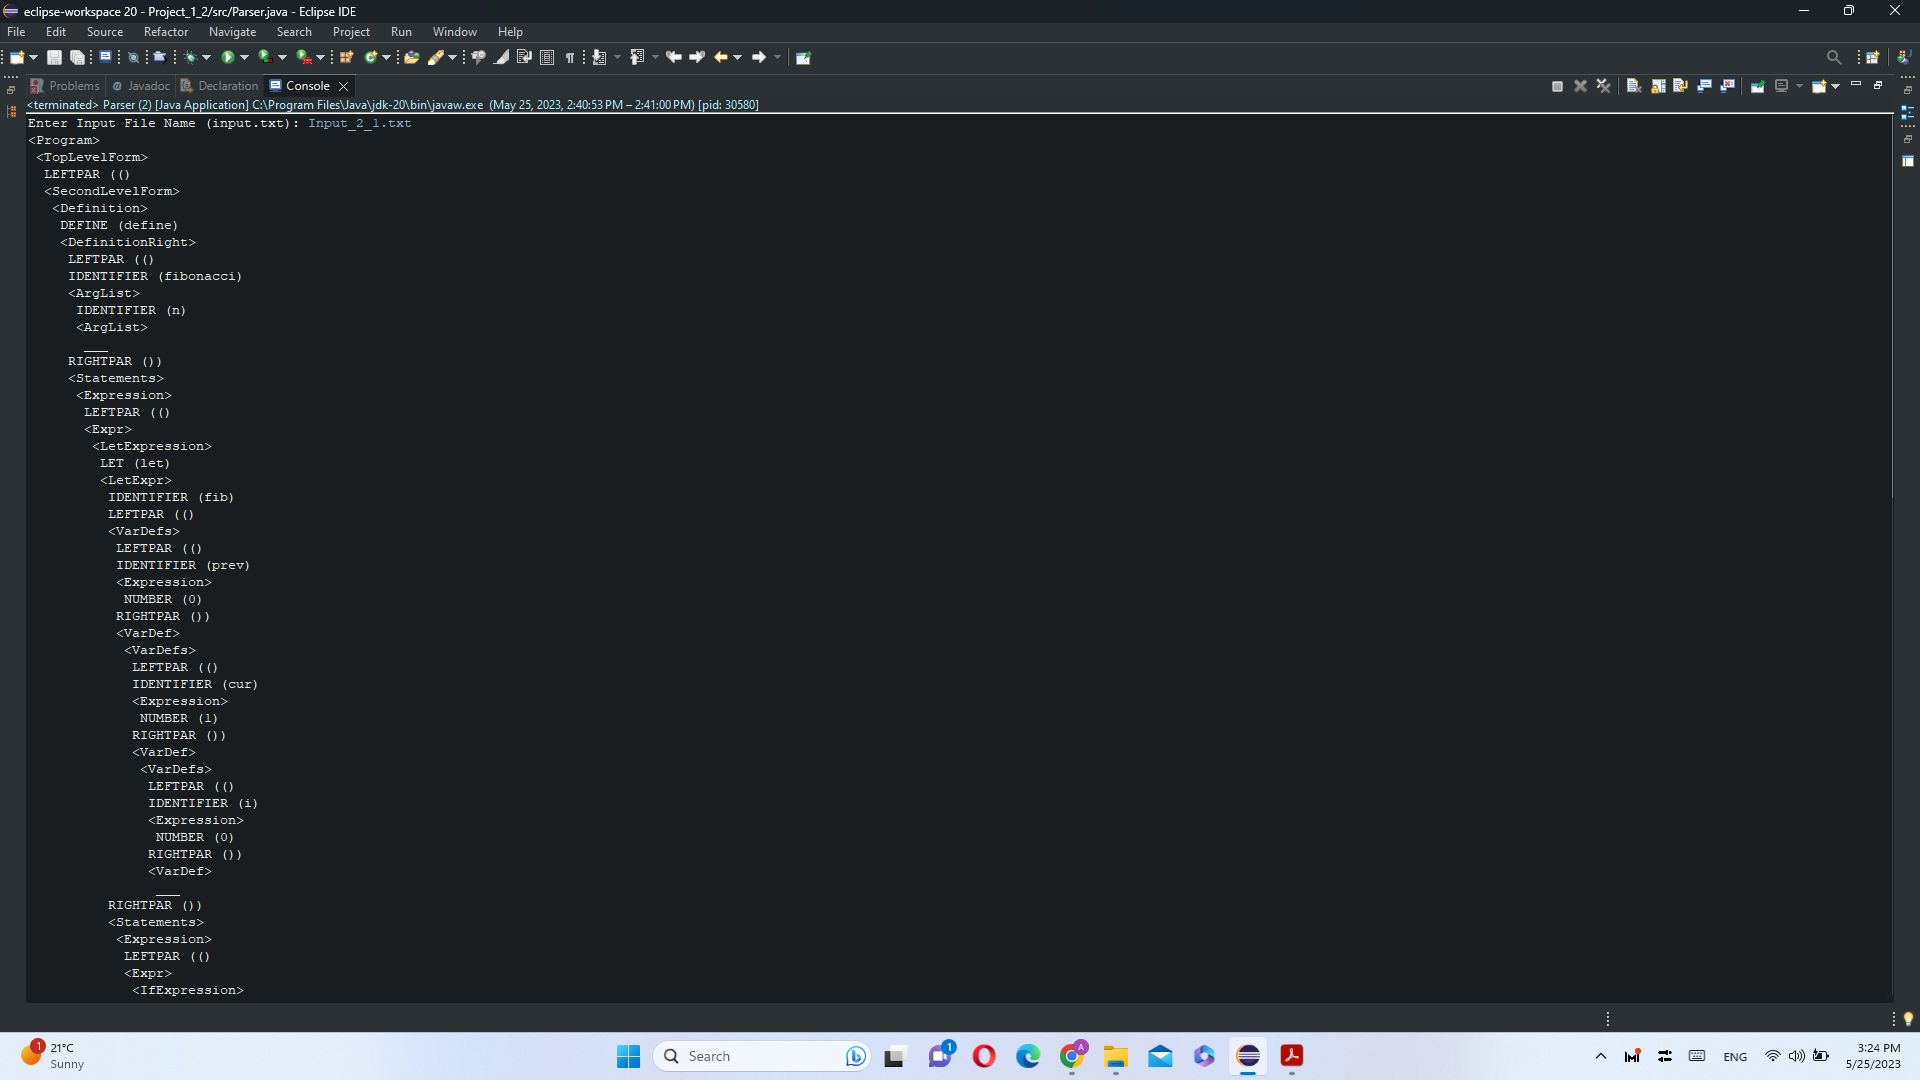 eclipse-workspace 20 - Project_1_2/src/Parser.java - Eclipse IDE
File Edit Source Refactor Navigate Search Project Run Window Help
Problems Javadoc Declaration Console
<terminated> Parser (2) [Java Application] C:\Program Files\Java\jdk-20\bin\javaw.exe (May 25, 2023, 2:40:53 PM – 2:41:00 PM) [pid: 30580]
Enter Input File Name (input.txt): Input_2_1.txt
<Program>
<TopLevelForm>
LEFTPAR (()
<SecondLevelForm>
<Definition>
DEFINE (define)
<DefinitionRight>
LEFTPAR (()
IDENTIFIER (fibonacci)
<ArgList>
IDENTIFIER (n)
<ArgList>
___
RIGHTPAR ())
<Statements>
<Expression>
LEFTPAR (()
<Expr>
<LetExpression>
LET (let)
<LetExpr>
IDENTIFIER (fib)
LEFTPAR (()
<VarDefs>
LEFTPAR (()
IDENTIFIER (prev)
<Expression>
NUMBER (0)
RIGHTPAR ())
<VarDef>
<VarDefs>
LEFTPAR (()
IDENTIFIER (cur)
<Expression>
NUMBER (1)
RIGHTPAR ())
<VarDef>
<VarDefs>
LEFTPAR (()
IDENTIFIER (i)
<Expression>
NUMBER (0)
RIGHTPAR ())
<VarDef>
___
RIGHTPAR ())
<Statements>
<Expression>
LEFTPAR (()
<Expr>
<IfExpression>
1
21°C
Sunny
Search
1
A
ENG
3:24 PM
5/25/2023